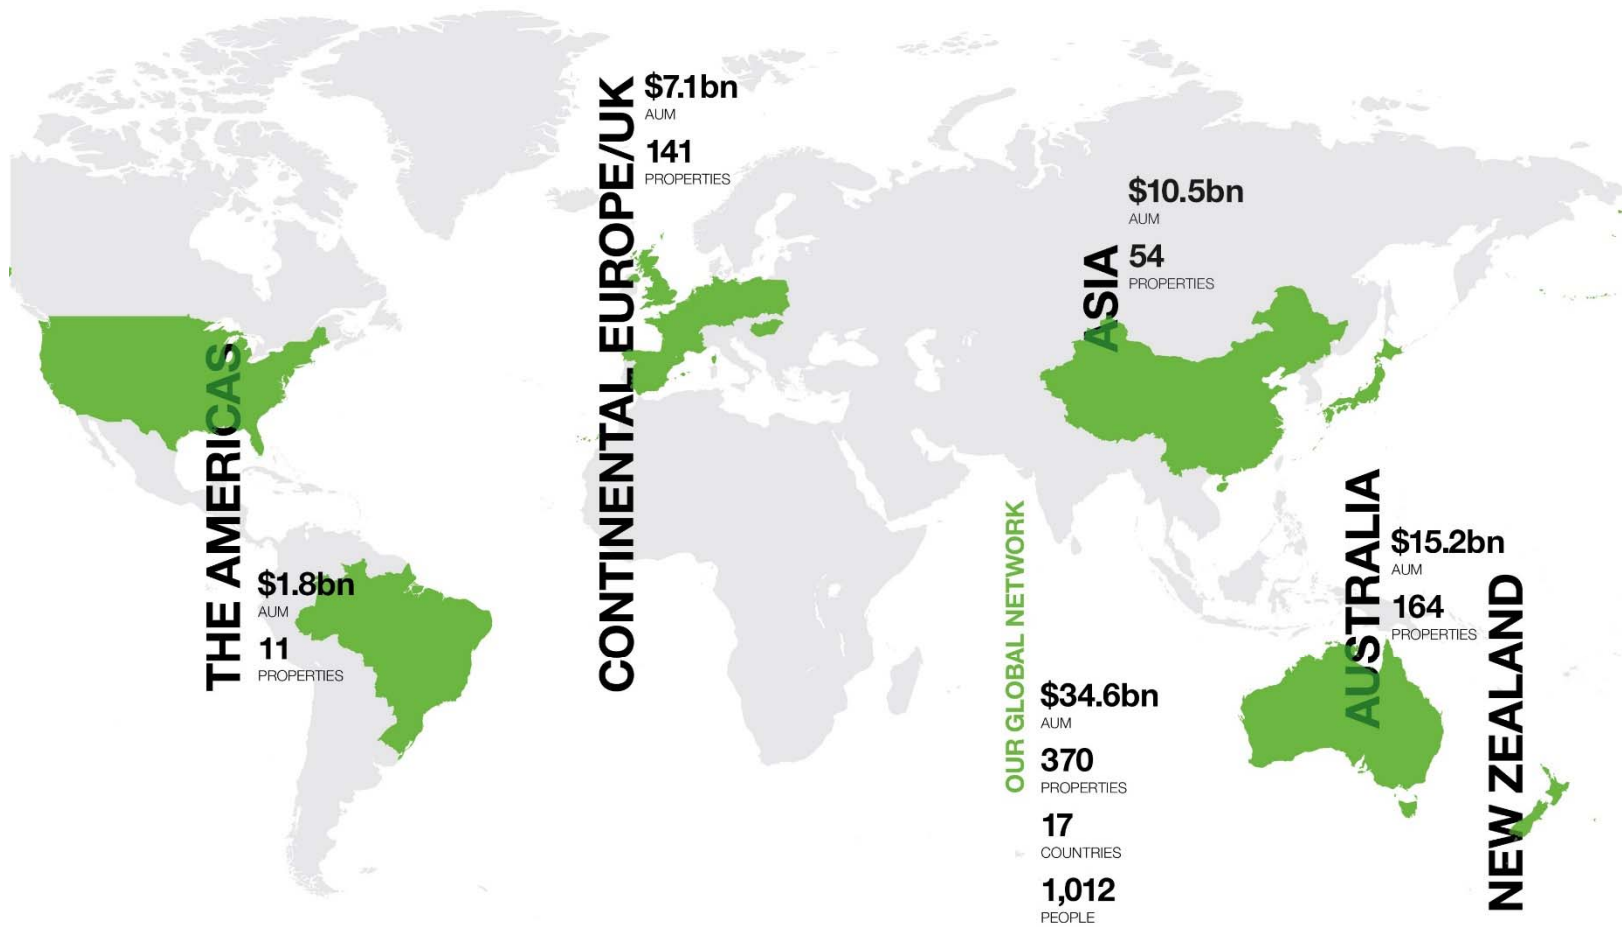 THE AMERICAS
$1.8bn
AUM
11
PROPERTIES
CONTINENTAL EUROPE/UK
$7.1bn
AUM
141
PROPERTIES
ASIA
$10.5bn
AUM
54
PROPERTIES
AUSTRALIA
$15.2bn
AUM
164
PROPERTIES
NEW ZEALAND
OUR GLOBAL NETWORK
$34.6bn
AUM
370
PROPERTIES
17
COUNTRIES
1,012
PEOPLE